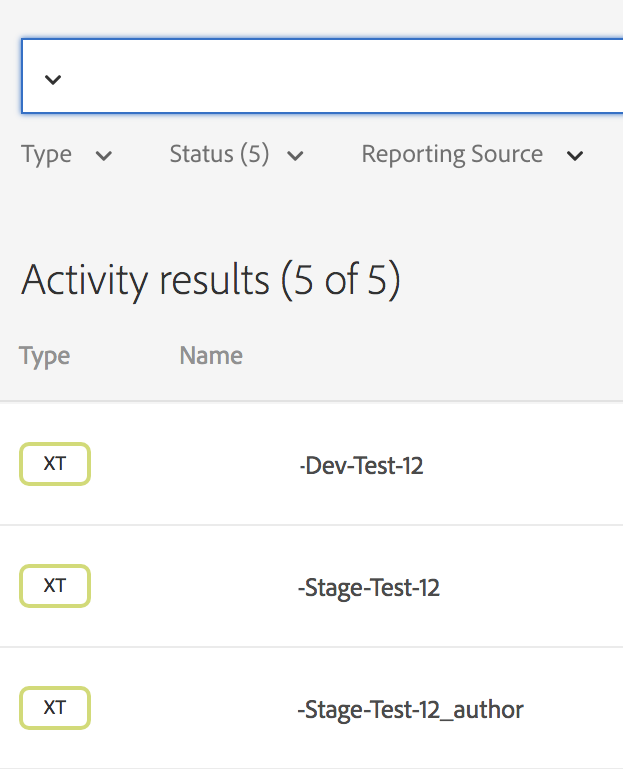 Type Status (5) Reporting Source
Activity results (5 of 5)
Type Name
XT -Dev-Test-12
XT -Stage-Test-12
XT -Stage-Test-12_author